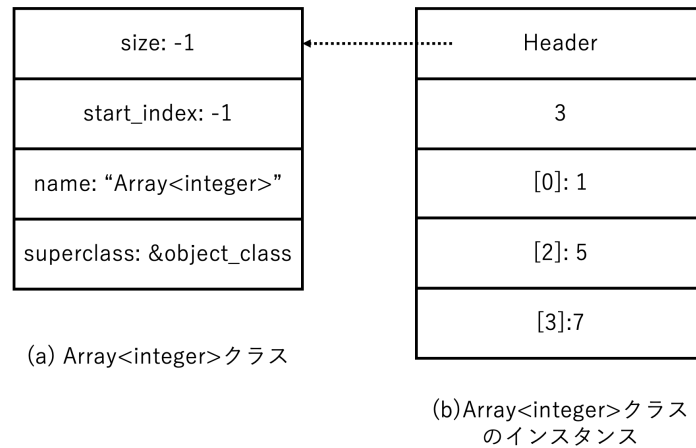 size: -1
start_index: -1
name: “Array<integer>”
superclass: &object_class
(a) Array<integer>クラス
Header
3
[0]: 1
[2]: 5
[3]:7
(b)Array<integer>クラス
のインスタンス